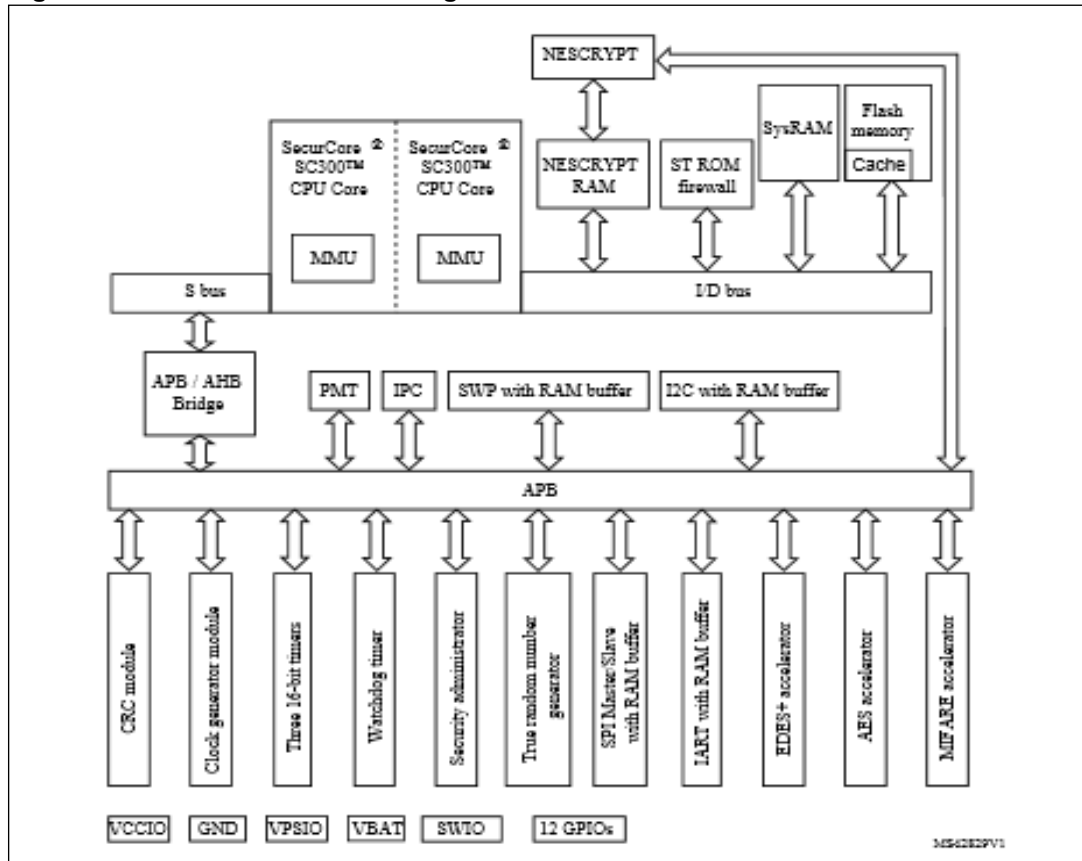 NESCRYPT
SecurCore ®
SC300™
CPU Core
MMU
SecurCore ®
SC300™
CPU Core
MMU
NESCRYPT
RAM
ST ROM
firewall
SysRAM
Flash
memory
Cache
S bus
I/D bus
APB / AHB
Bridge
PMT
IPC
SWP with RAM buffer
I2C with RAM buffer
APB
CRC module
Clock generator module
Three 16-bit timers
Watchdog timer
Security administrator
True random number
generator
SPI Master/Slave
with RAM buffer
IART with RAM buffer
EDES+ accelerator
AES accelerator
MIFARE accelerator
VCCIO
GND
VPSIO
VBAT
SWIO
12 GPIOs
MS42829V1